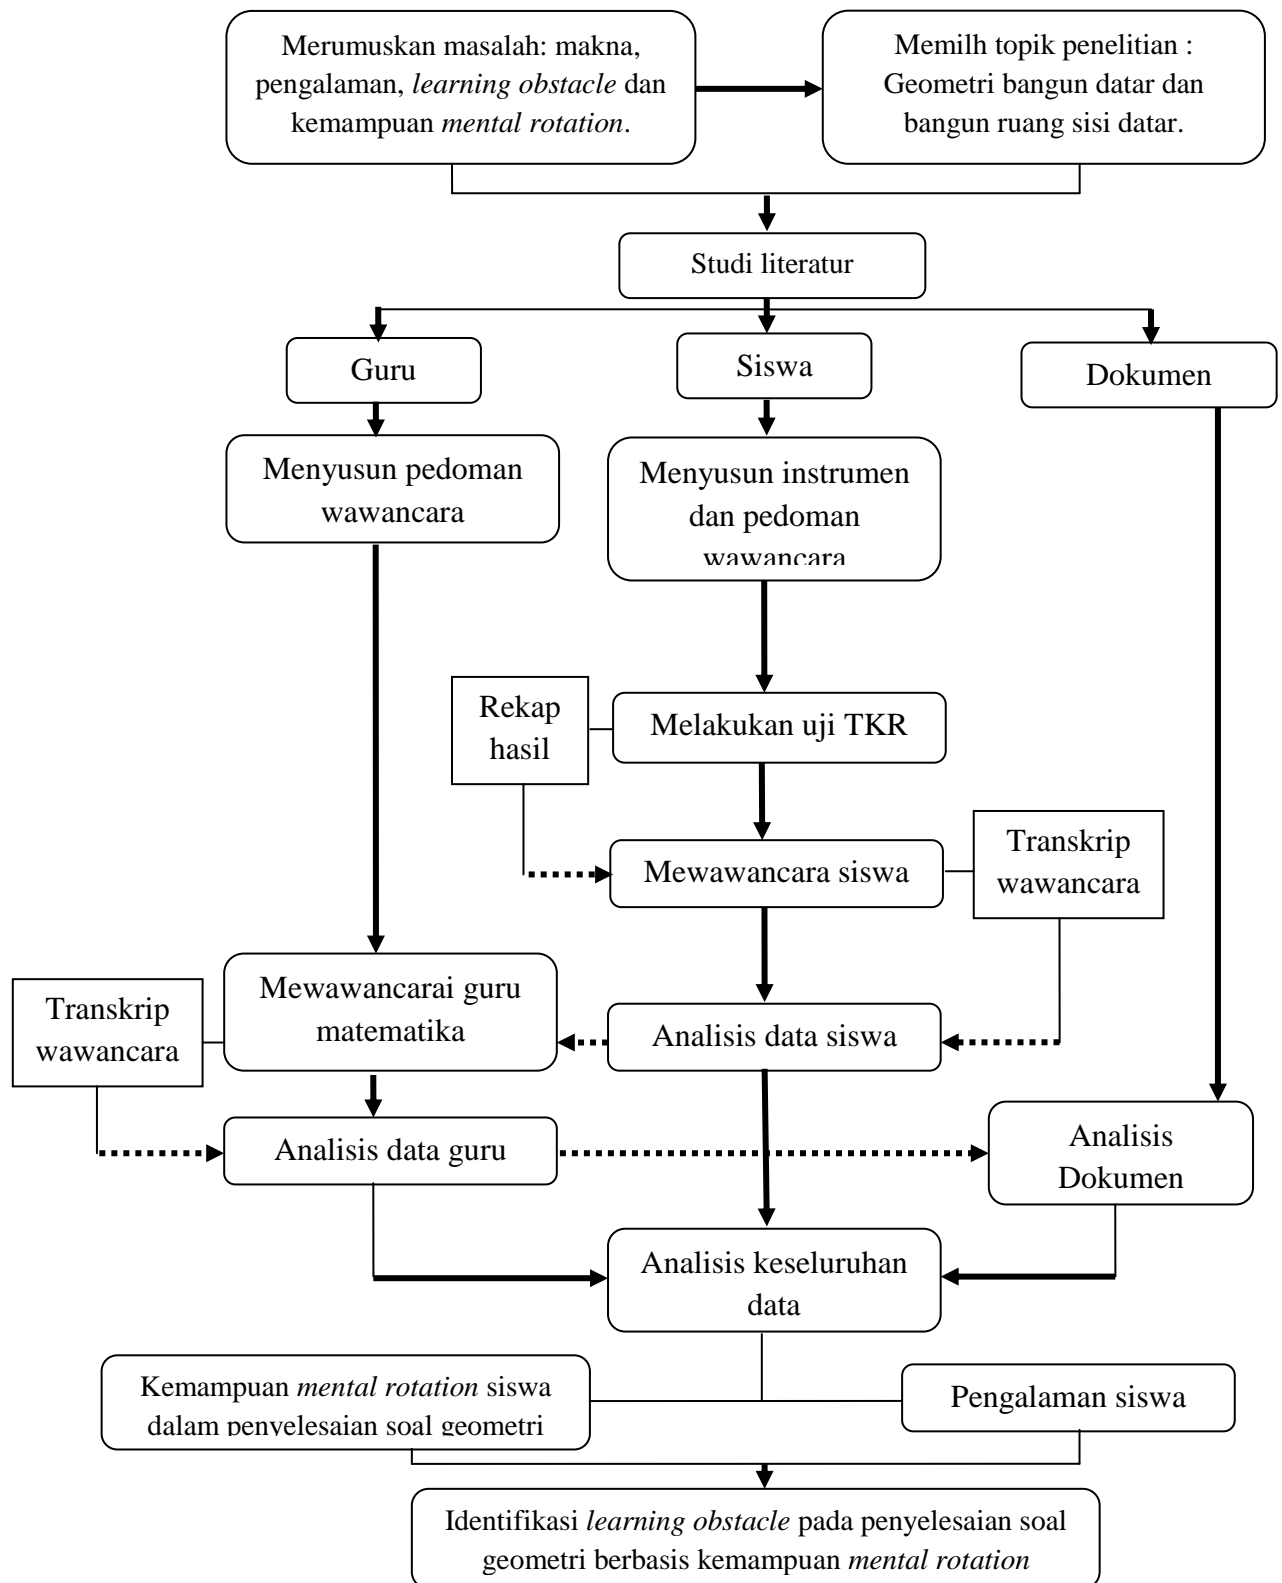 Merumuskan masalah: makna,
pengalaman, learning obstacle dan
kemampuan mental rotation.
Memilh topik penelitian :
Geometri bangun datar dan
bangun ruang sisi datar.
Studi literatur
Guru
Siswa
Dokumen
Menyusun pedoman
wawancara
Menyusun instrumen
dan pedoman
wawancara
Rekap
hasil
Melakukan uji TKR
Mewawancara siswa
Transkrip
wawancara
Transkrip
wawancara
Mewawancarai guru
matematika
Analisis data siswa
Analisis data guru
Analisis
Dokumen
Analisis keseluruhan
data
Kemampuan mental rotation siswa
dalam penyelesaian soal geometri
Pengalaman siswa
Identifikasi learning obstacle pada penyelesaian soal
geometri berbasis kemampuan mental rotation